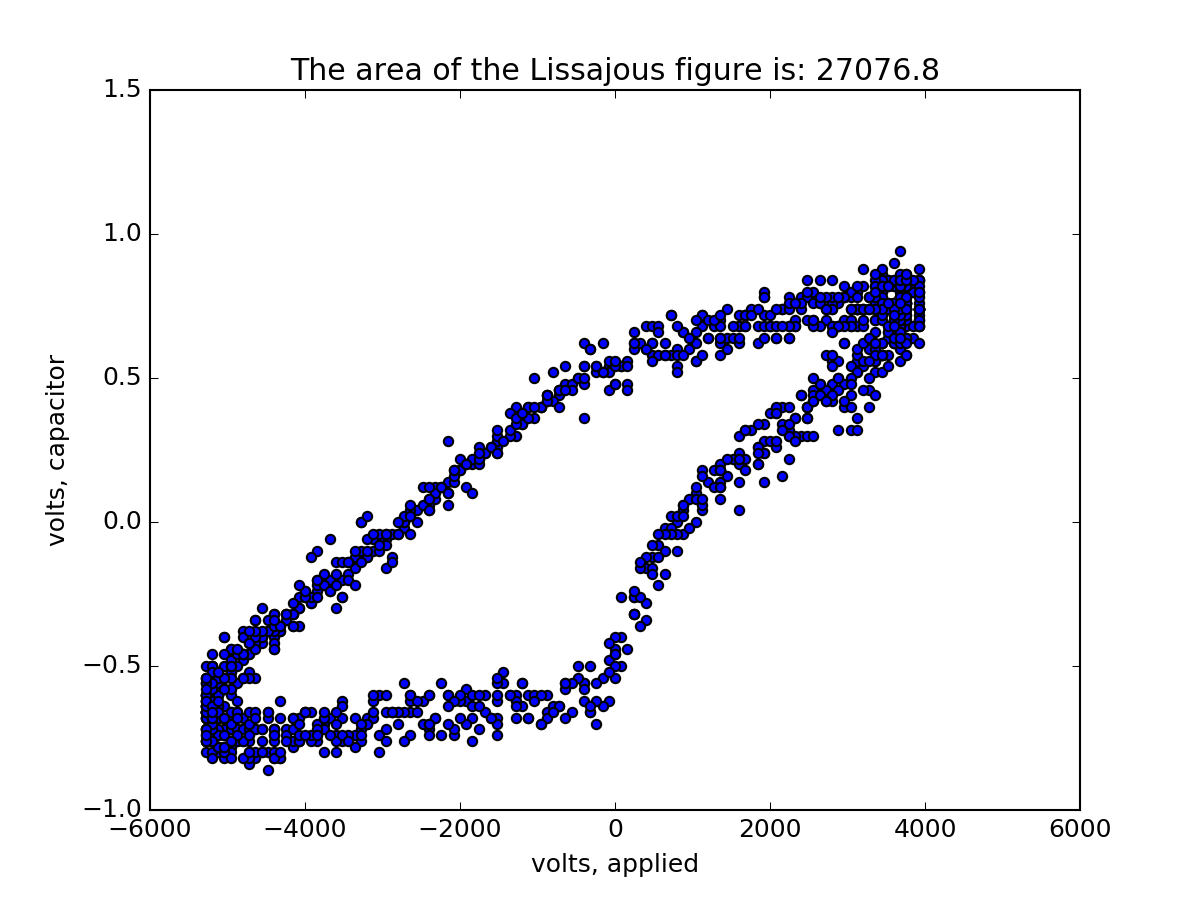 The area of the Lissajous figure is: 27076.8
1.5
1.0
0.5
0.0
−0.5
−1.0
volts, capacitor
−6000 −4000 −2000 0 2000 4000 6000
volts, applied